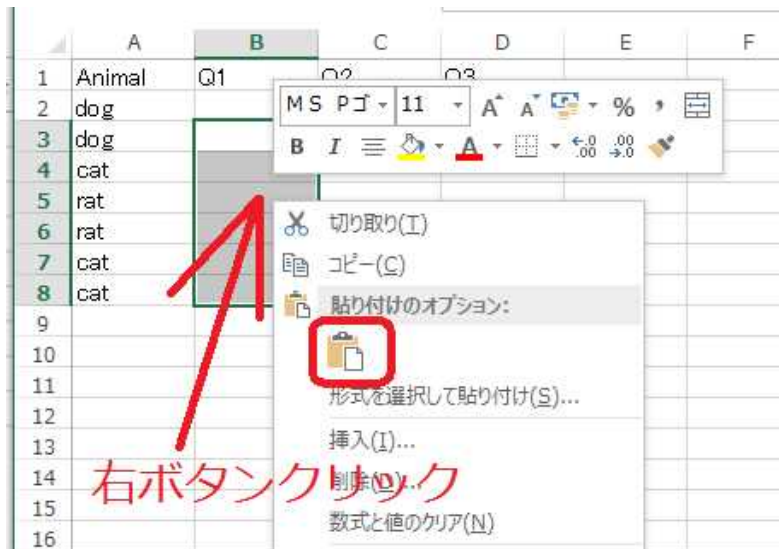 A B C D E F
1 Animal Q1 Q2 Q3
MS Pゴ 11 A A % ,
2 dog
3 dog
B I A .00 .00
4 cat
5 rat
切り取り(T)
6 rat
7 cat コピー(C)
8 cat 貼り付けのオプション:
9
10
11
形式を選択して貼り付け(S)...
12
13 挿入(I)...
14
右ボタンクリック
削除(D)...
15
数式と値のクリア(N)
16